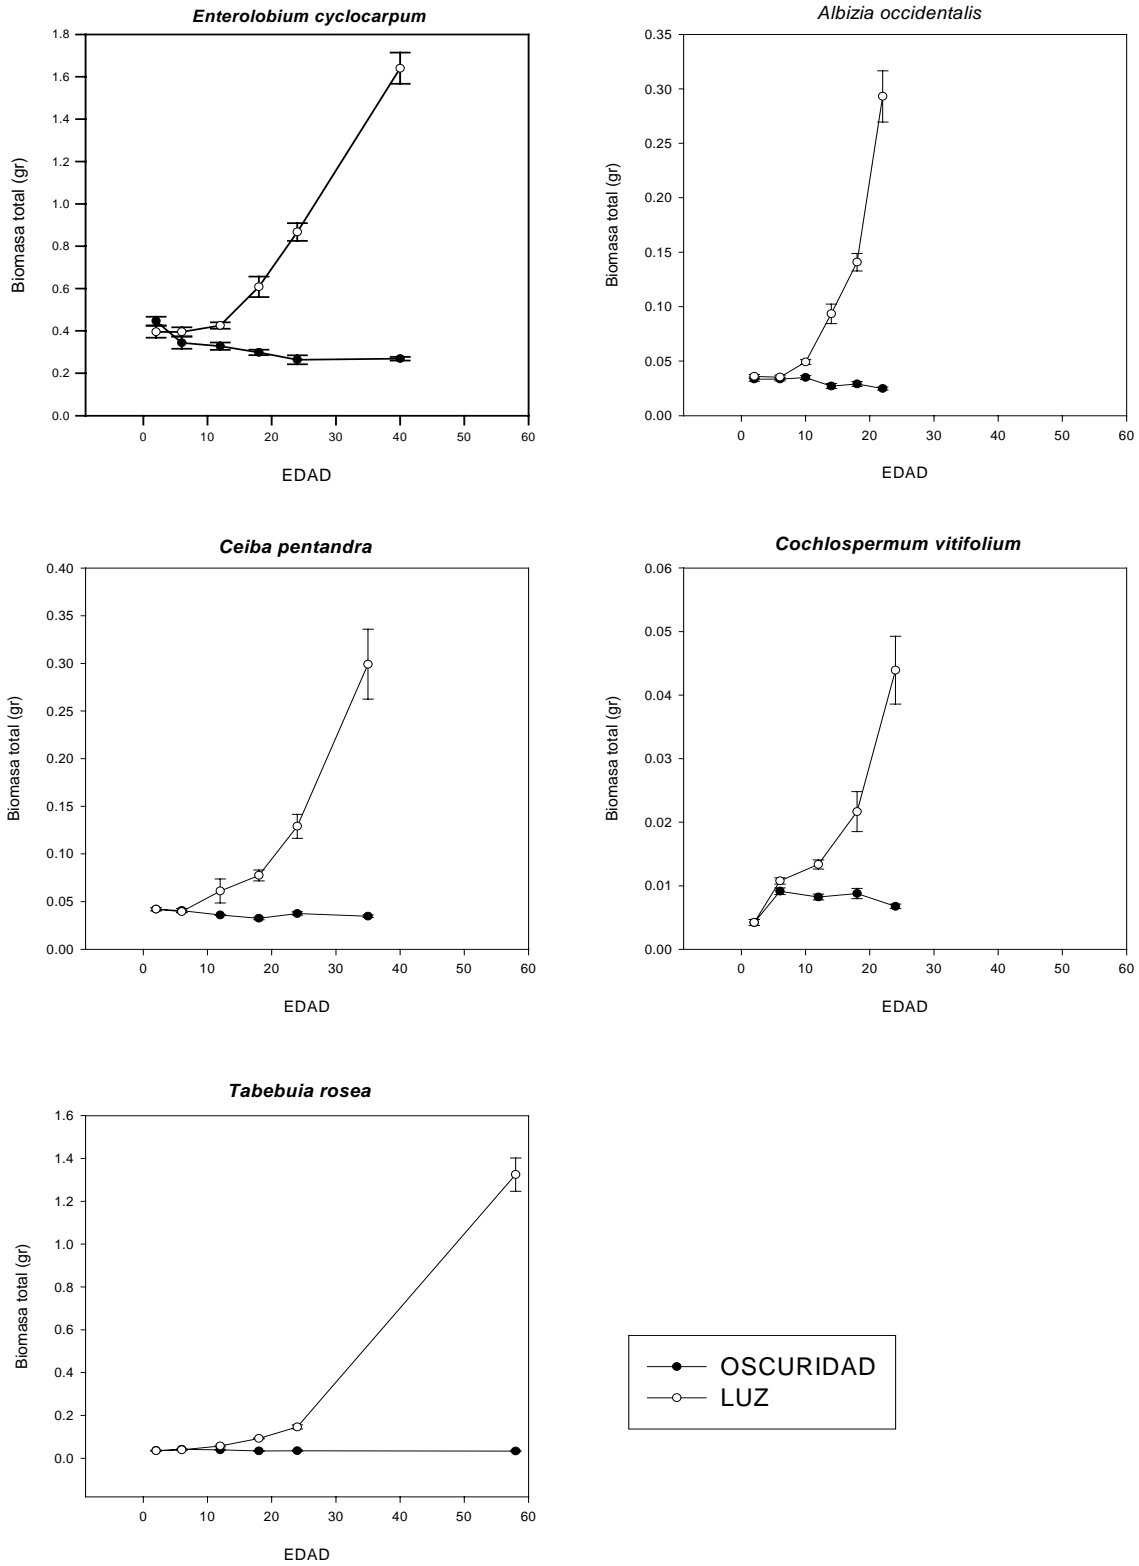 Enterolobium cyclocarpum
Biomasa total (gr)
1.8
1.6
1.4
1.2
1.0
0.8
0.6
0.4
0.2
0.0
0 10 20 30 40 50 60
EDAD
Albizia occidentalis
Biomasa total (gr)
0.35
0.30
0.25
0.20
0.15
0.10
0.05
0.00
0 10 20 30 40 50 60
EDAD
Ceiba pentandra
Biomasa total (gr)
0.40
0.35
0.30
0.25
0.20
0.15
0.10
0.05
0.00
0 10 20 30 40 50 60
EDAD
Cochlospermum vitifolium
Biomasa total (gr)
0.06
0.05
0.04
0.03
0.02
0.01
0.00
0 10 20 30 40 50 60
EDAD
Tabebuia rosea
Biomasa total (gr)
1.6
1.4
1.2
1.0
0.8
0.6
0.4
0.2
0.0
0 10 20 30 40 50 60
EDAD
OSCURIDAD
LUZ